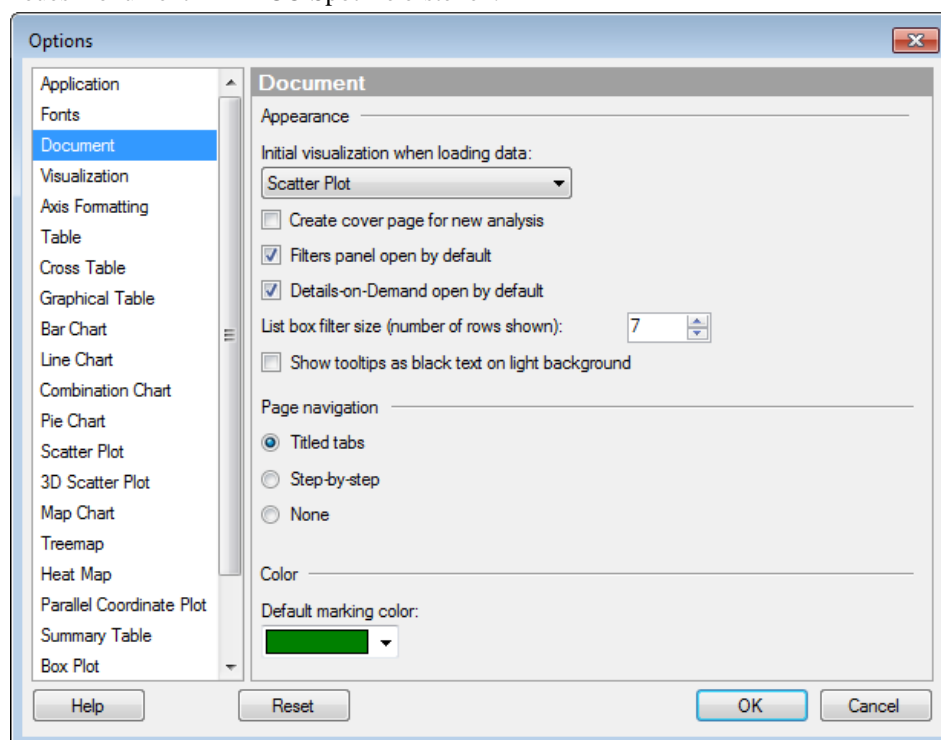 Options
Application
Fonts
Document
Visualization
Axis Formatting
Table
Cross Table
Graphical Table
Bar Chart
Line Chart
Combination Chart
Pie Chart
Scatter Plot
3D Scatter Plot
Map Chart
Treemap
Heat Map
Parallel Coordinate Plot
Summary Table
Box Plot
Document
Appearance
Initial visualization when loading data:
Scatter Plot
Create cover page for new analysis
Filters panel open by default
Details-on-Demand open by default
List box filter size (number of rows shown): 7
Show tooltips as black text on light background
Page navigation
Titled tabs
Step-by-step
None
Color
Default marking color:
Help Reset OK Cancel